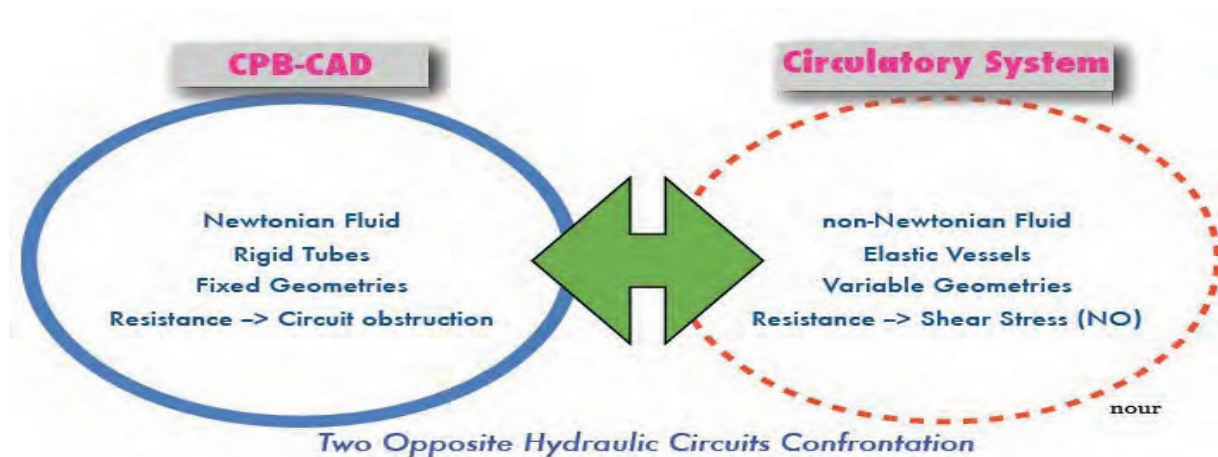 CPB-CAD
Newtonian Fluid
Rigid Tubes
Fixed Geometries
Resistance –> Circuit obstruction
Circulatory System
non-Newtonian Fluid
Elastic Vessels
Variable Geometries
Resistance –> Shear Stress (NO)
nour
Two Opposite Hydraulic Circuits Confrontation